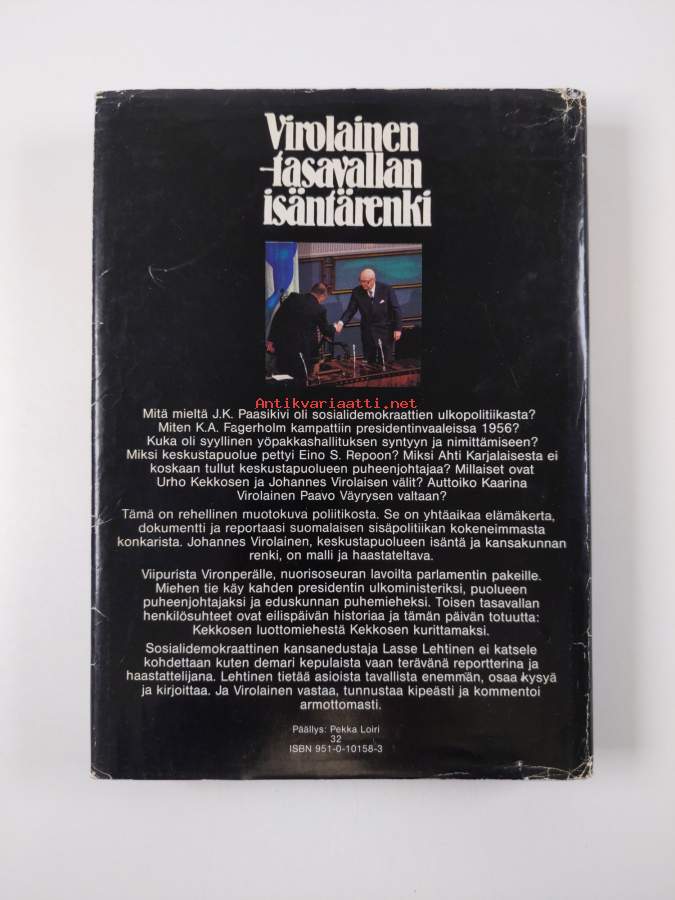 Virolainen
–tasavallan
isäntärenki
Antikvariaatti.net
Mitä mieltä J.K. Paasikivi oli sosialidemokraattien ulkopolitiikasta?
Miten K.A. Fagerholm kampattiin presidentinvaaleissa 1956?
Kuka oli syyllinen yöpakkashallituksen syntyyn ja nimittämiseen?
Miksi keskustapuolue pettyi Eino S. Repoon? Miksi Ahti Karjalaisesta ei
koskaan tullut keskustapuolueen puheenjohtajaa? Millaiset ovat
Urho Kekkosen ja Johannes Virolaisen välit? Auttoiko Kaarina
Virolainen Paavo Väyrysen valtaan?
Tämä on rehellinen muotokuva poliitikosta. Se on yhtäaikaa elämäkerta,
dokumentti ja reportaasi suomalaisen sisäpolitiikan kokeneimmasta
konkarista. Johannes Virolainen, keskustapuolueen isäntä ja kansakunnan
renki, on malli ja haastateltava.
Viipurista Vironperälle, nuorisoseuran lavoilta parlamentin pakeille.
Miehen tie käy kahden presidentin ulkoministeriksi, puolueen
puheenjohtajaksi ja eduskunnan puhemieheksi. Toisen tasavallan
henkilösuhteet ovat eilispäivän historiaa ja tämän päivän totuutta:
Kekkosen luottomiehestä Kekkosen kurittamaksi.
Sosialidemokraattinen kansanedustaja Lasse Lehtinen ei katsele
kohdettaan kuten demari kepulaista vaan terävänä reportterina ja
haastattelijana. Lehtinen tietää asioista tavallista enemmän, osaa kysyä
ja kirjoittaa. Ja Virolainen vastaa, tunnustaa kipeästi ja kommentoi
armottomasti.
Päällys: Pekka Loiri
32
ISBN 951-0-10158-3